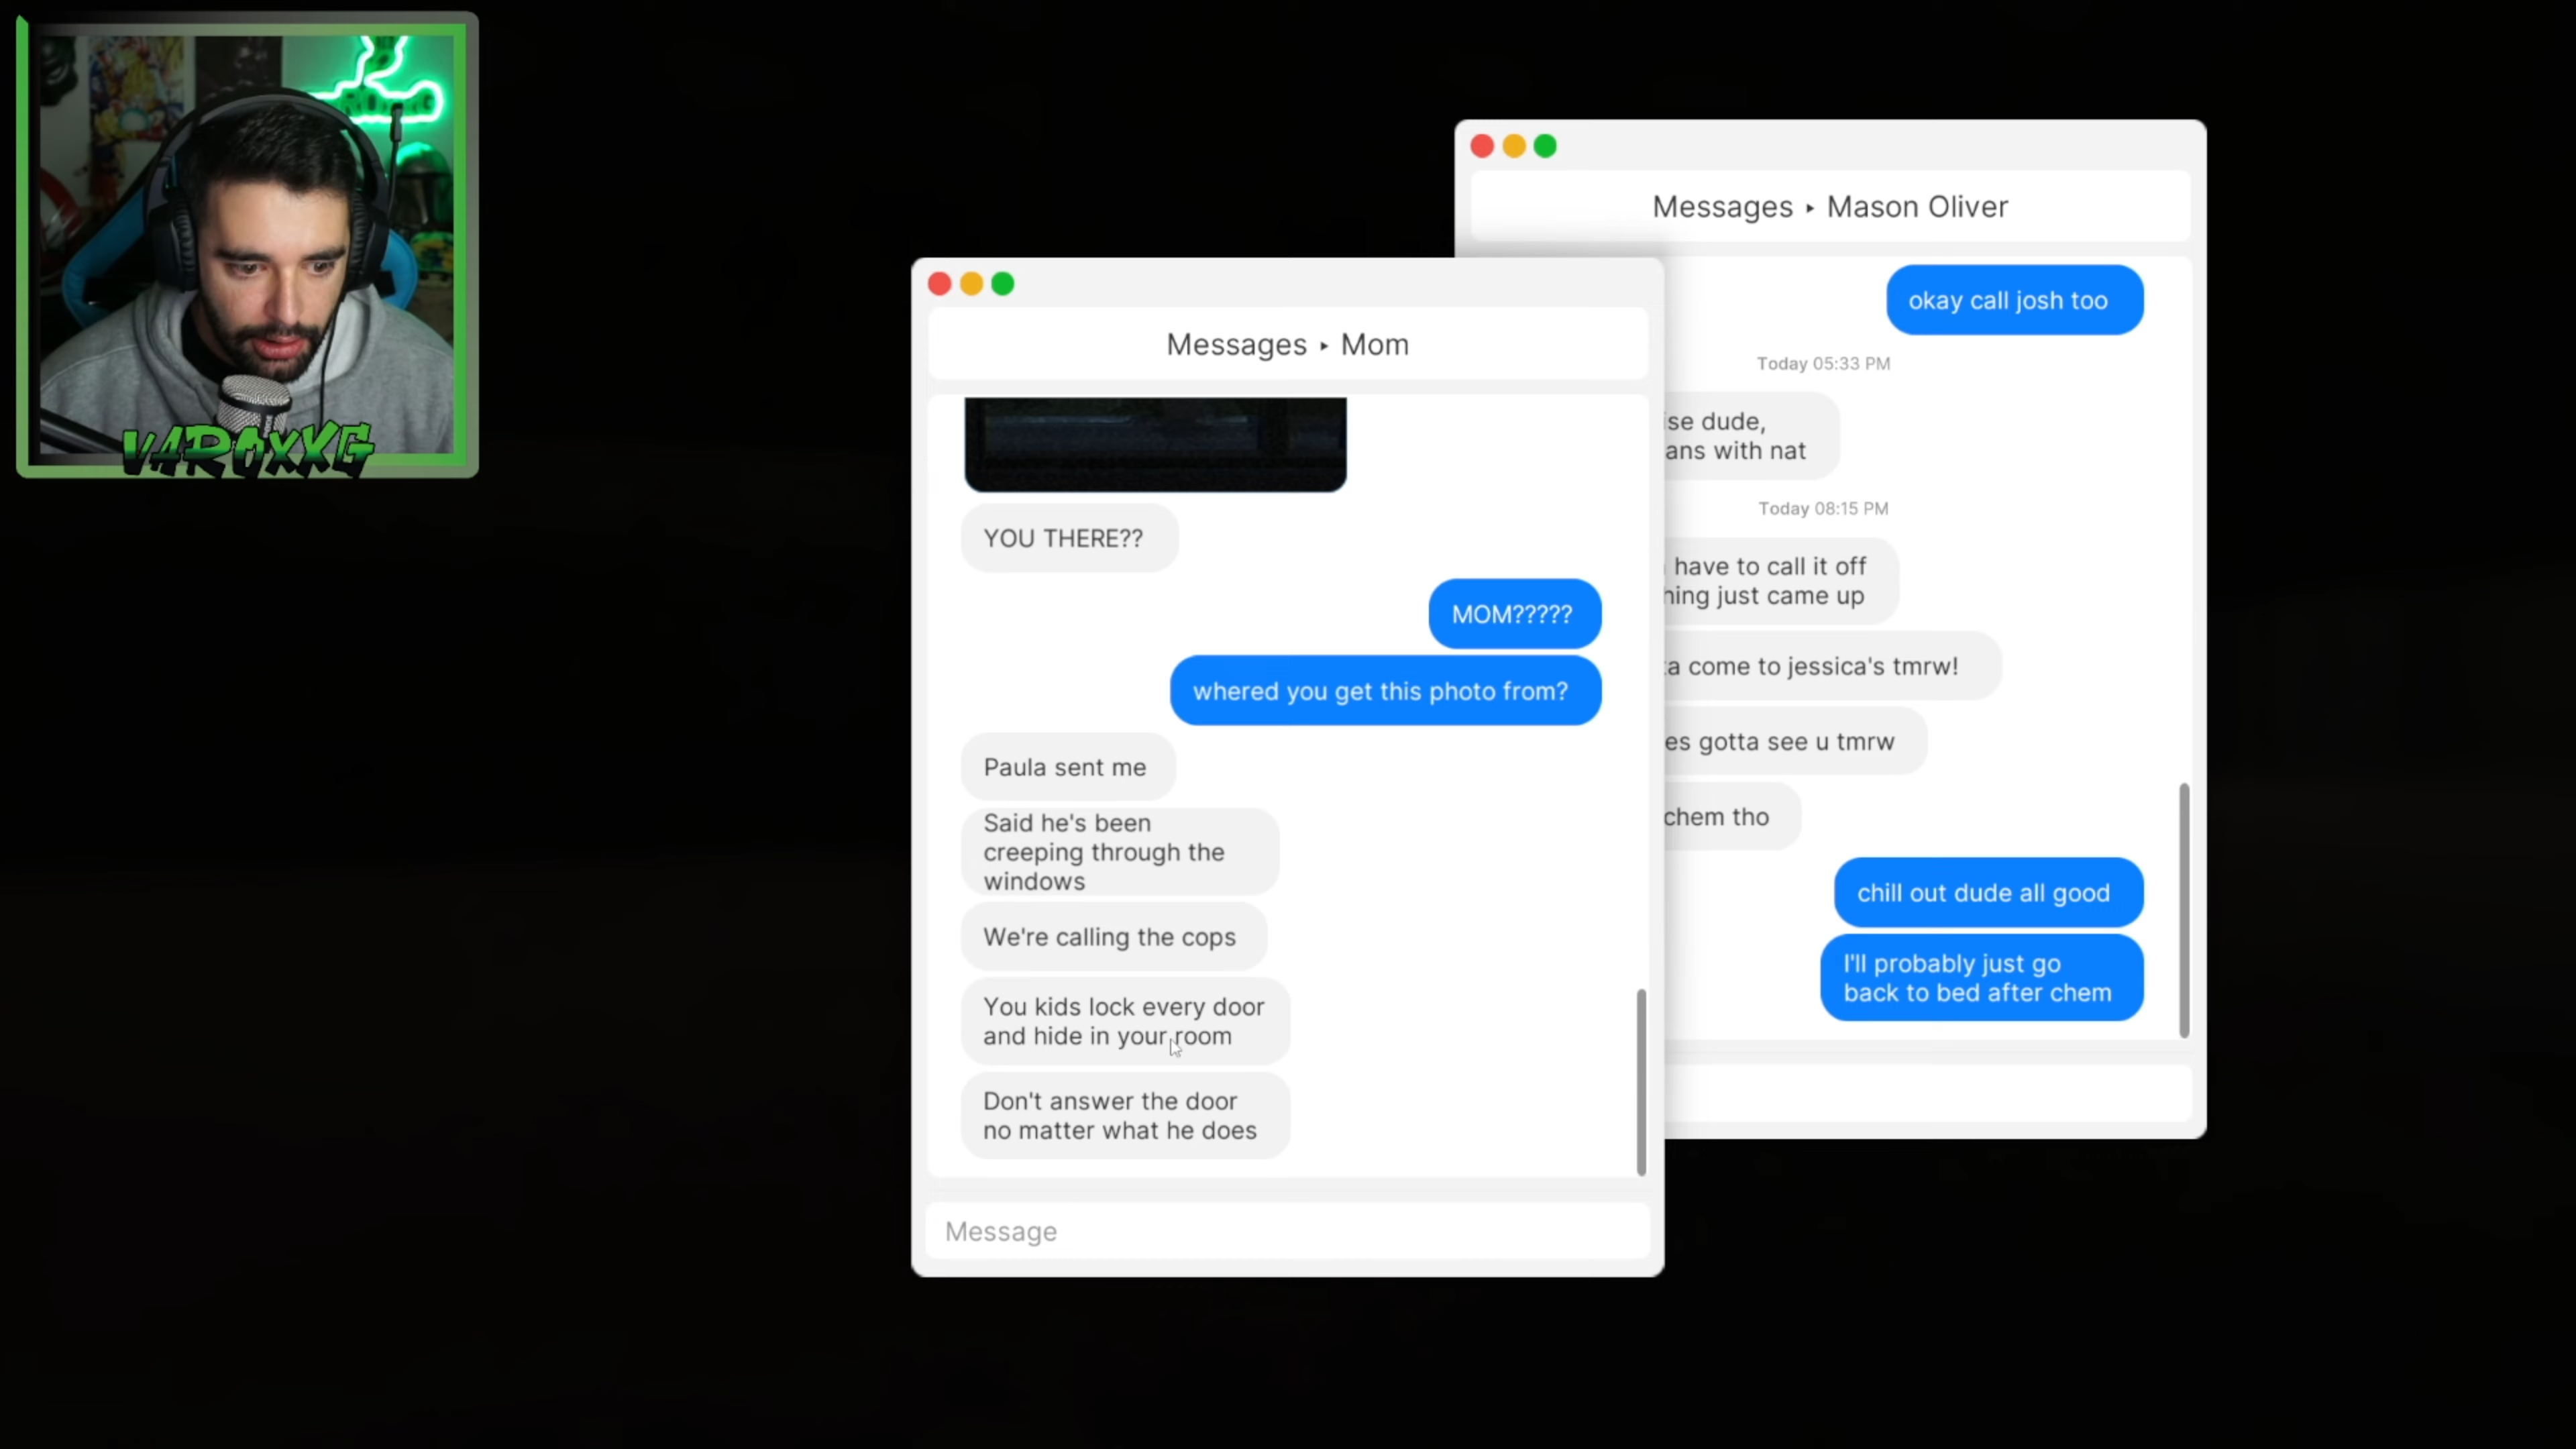 VAROXXG
Messages ▸ Mom
YOU THERE??
MOM?????
whered you get this photo from?
Paula sent me
Said he's been
creeping through the
windows
We're calling the cops
You kids lock every door
and hide in your room
Don't answer the door
no matter what he does
Message
Messages ▸ Mason Oliver
okay call josh too
Today 05:33 PM
dude,
with nat
Today 08:15 PM
have to call it off
just came up
come to jessica's tmrw!
gotta see u tmrw
chem tho
chill out dude all good
I'll probably just go
back to bed after chem